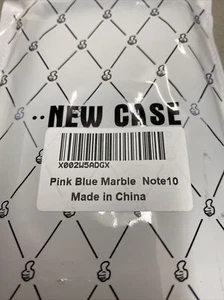 ··NEW CASE
X002W5ADGX
Pink Blue Marble Note10
Made in China